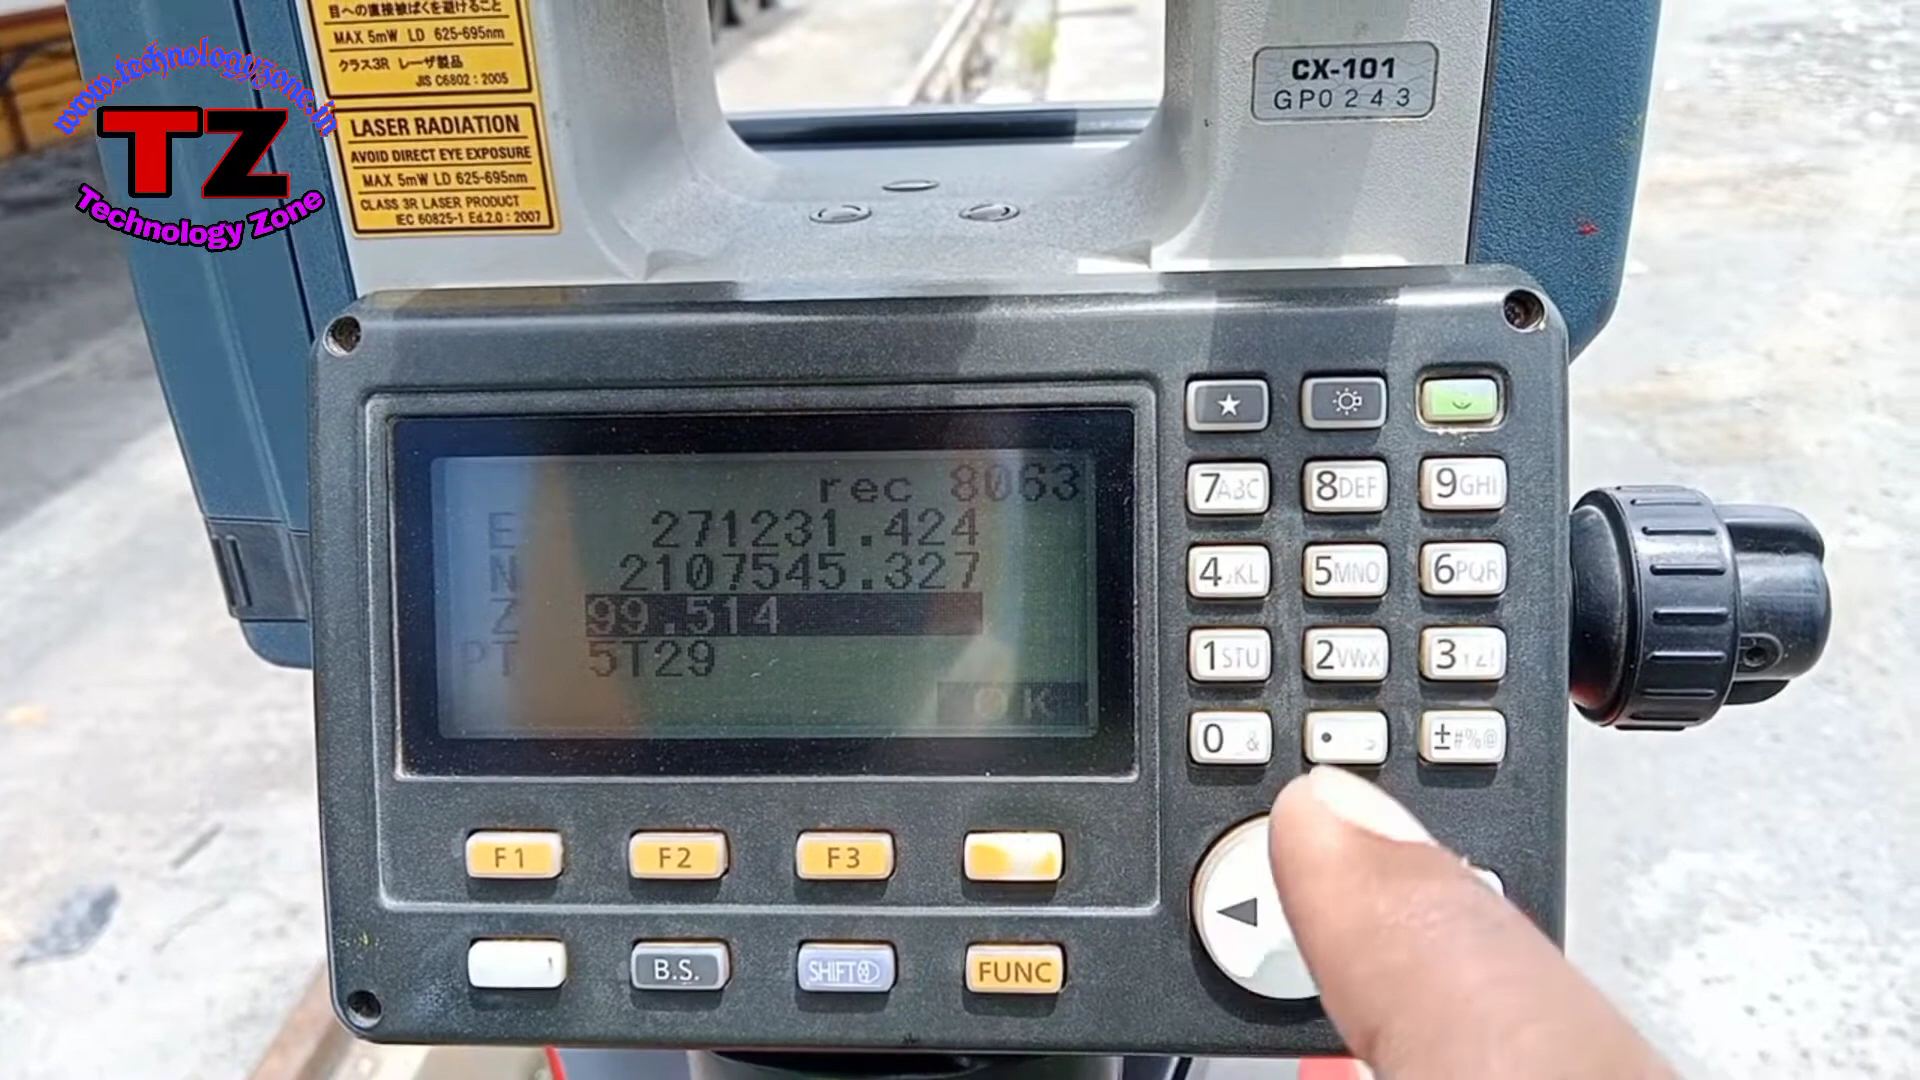 目への直接被ばくを避けること
MAX 5mW LD 625-695nm
クラス3R レーザ製品
JIS C6802:2005
LASER RADIATION
AVOID DIRECT EYE EXPOSURE
MAX 5mW LD 625-695nm
CLASS 3R LASER PRODUCT
IEC 60825-1 Ed.2.0:2007
www.technologyzone.in
TZ
Technology Zone
CX-101
GP0243
rec 8063
E 271231.424
N 2107545.327
Z 99.514
PT 5T29
OK
7ABC 8DEF 9GHI
4JKL 5MNO 6PQR
1STU 2VWX 3YZ!
0 & .
±#%@
F1 F2 F3
B.S. SHIFT FUNC